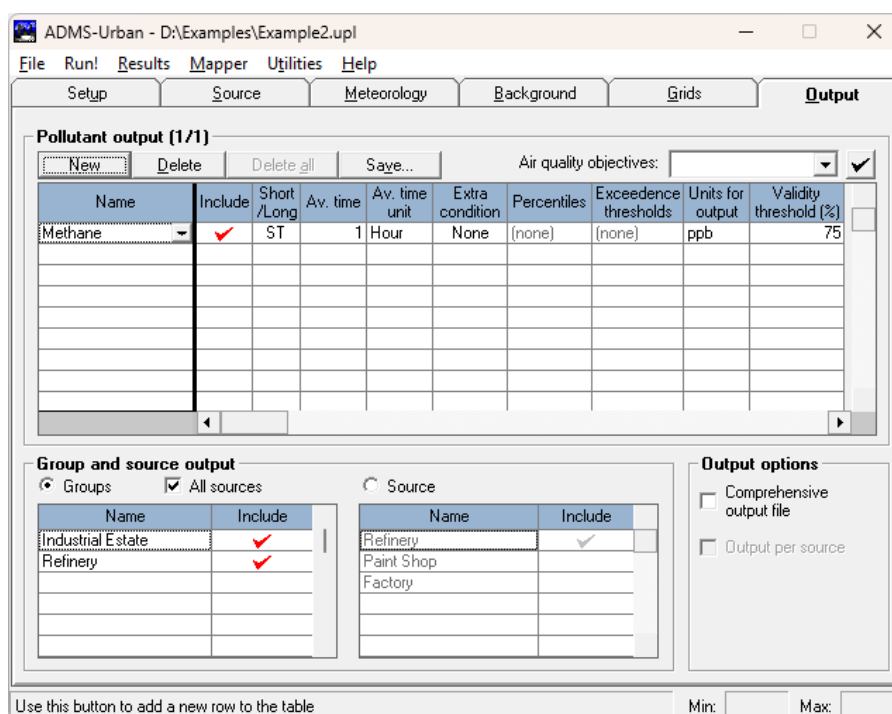 ADMS-Urban - D:\Examples\Example2.upl
File Run! Results Mapper Utilities Help
Setup Source Meteorology Background Grids Output
Pollutant output (1/1)
New Delete Delete all Save... Air quality objectives:
Name Include Short /Long Av. time Av. time unit Extra condition Percentiles Exceedence thresholds Units for output Validity threshold (%)
Methane ST 1 Hour None (none) (none) ppb 75
Group and source output
Groups All sources Source
Name Include
Industrial Estate
Refinery
Name Include
Refinery
Paint Shop
Factory
Output options
Comprehensive
output file
Output per source
Use this button to add a new row to the table Min: Max: